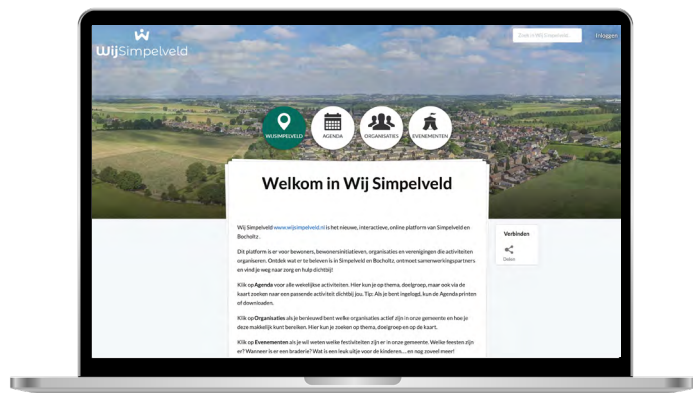 WijSimpelveld
Zoek in Wij Simpelveld
Inloggen
WIJSIMPELVELD
AGENDA
ORGANISATIES
EVENEMENTEN
Welkom in Wij Simpelveld
Wij Simpelveld www.wijsimpelveld.nl is het nieuwe, interactieve, online platform van Simpelveld en
Bocholtz.
Dit platform is er voor bewoners, bewonersinitiatieven, organisaties en verenigingen die activiteiten
organiseren. Ontdek wat er te beleven is in Simpelveld en Bocholtz, ontmoet samenwerkingspartners
en vind je weg naar zorg en hulp dichtbij!
Klik op Agenda voor alle wekelijkse activiteiten. Hier kun je op thema, doelgroep, maar ook via de
kaart zoeken naar een passende activiteit dichtbij jou. Tip: Als je bent ingelogd, kun de Agenda printen
of downloaden.
Klik op Organisaties als je benieuwd bent welke organisaties actief zijn in onze gemeente en hoe je
deze makkelijk kunt bereiken. Hier kun je zoeken op thema, doelgroep en op de kaart.
Klik op Evenementen als je wil weten welke festiviteiten zijn er in onze gemeente. Welke feesten zijn
er? Wanneer is er een braderie? Wat is een leuk uitje voor de kinderen.... en nog zoveel meer!
Verbinden
Delen